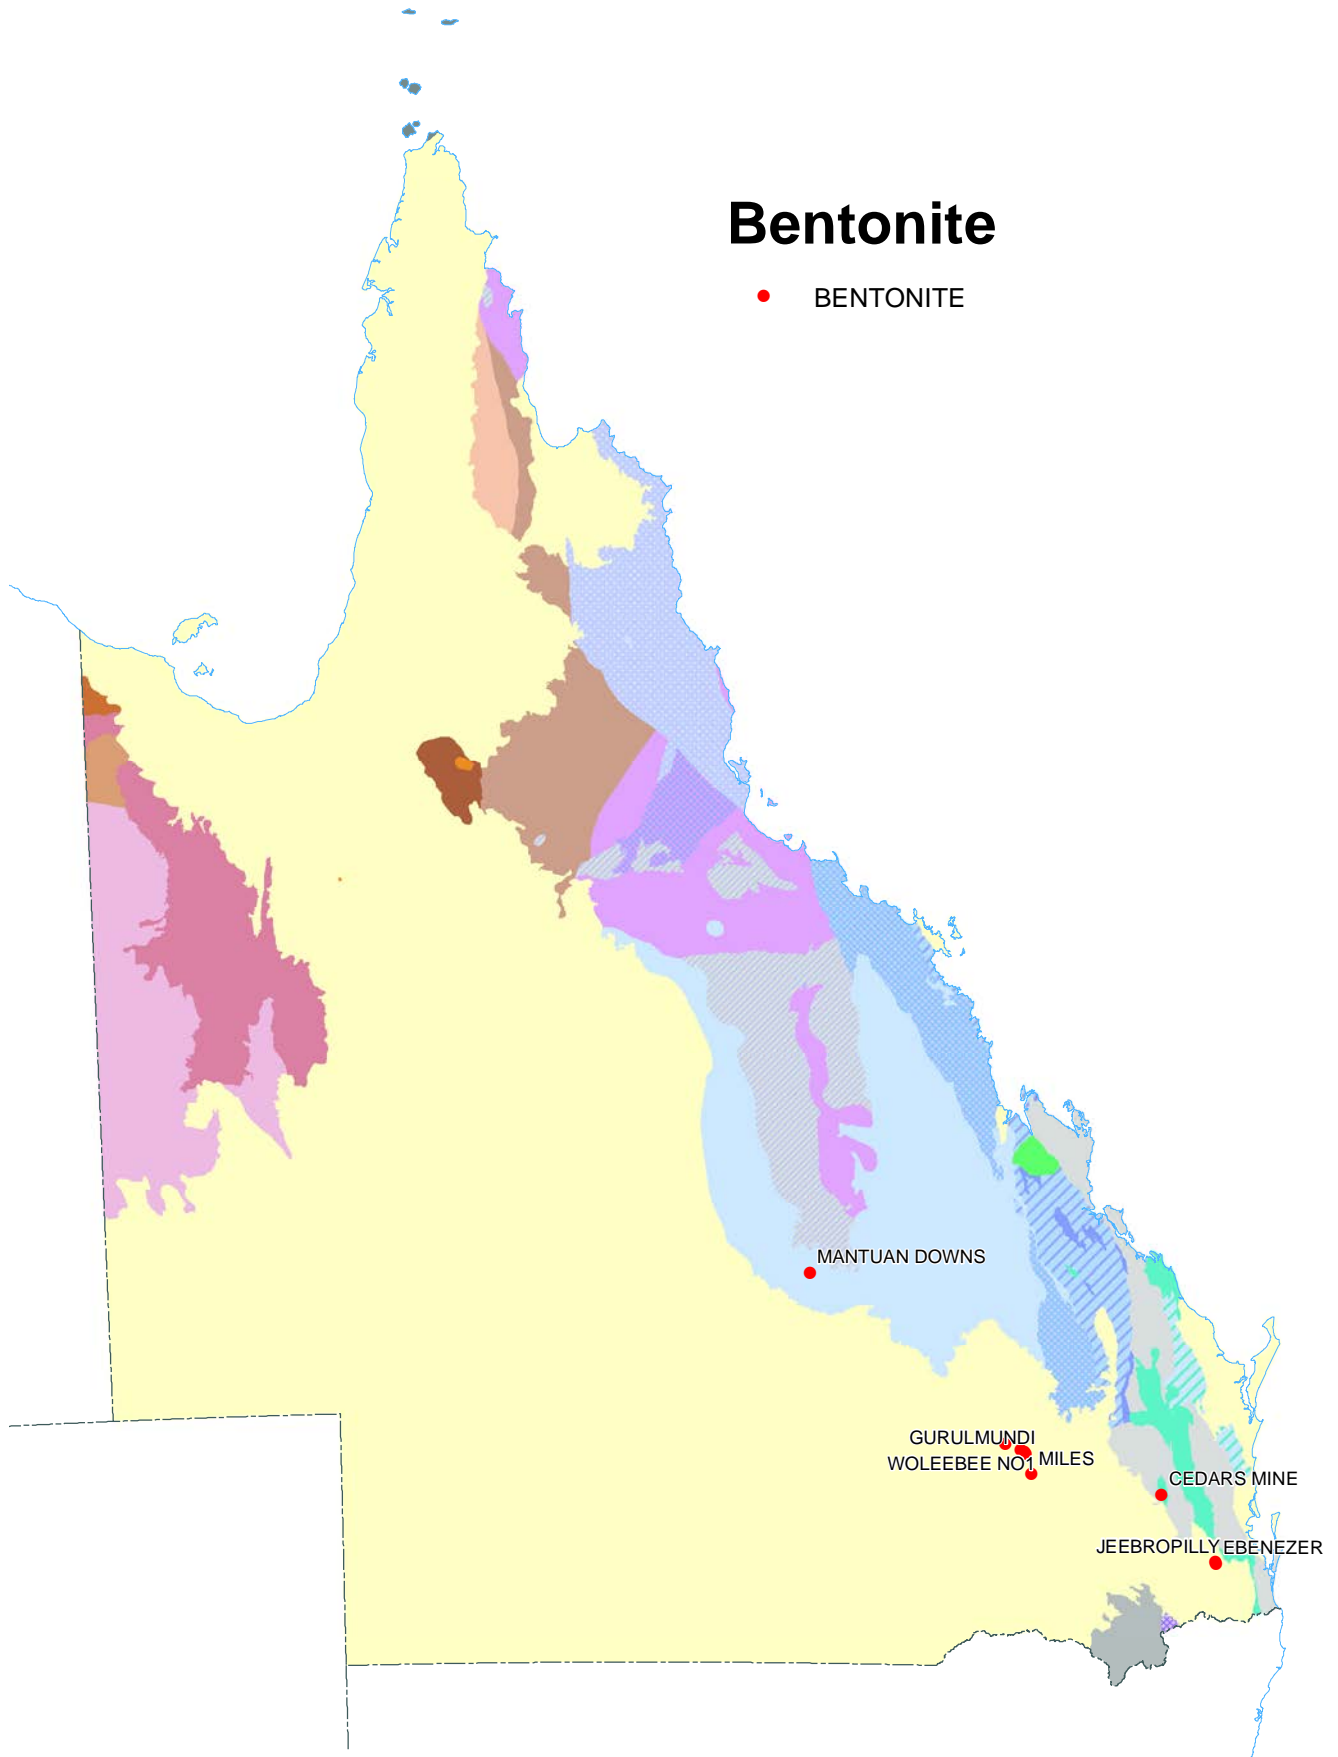 Bentonite
BENTONITE
MANTUAN DOWNS
GURULMUNDI
WOLEEBEE NO1
MILES
CEDARS MINE
JEEBROPILLY
EBENEZER